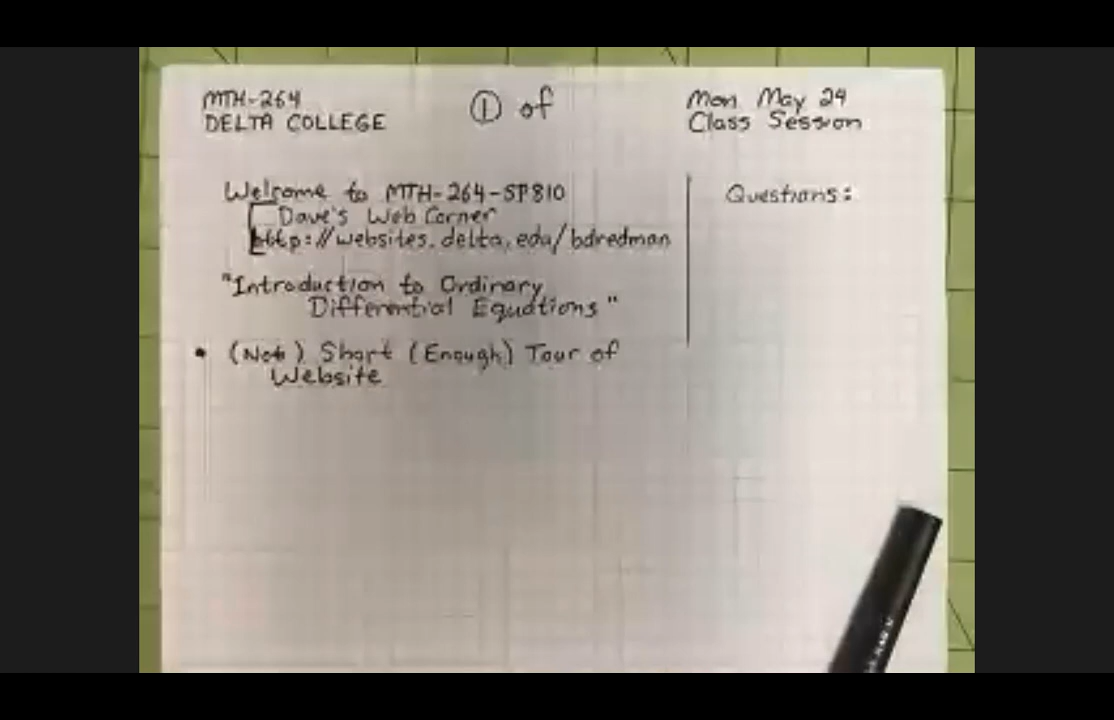 MTH-264
DELTA COLLEGE
① of
Mon May 24
Class Session
Welcome to MTH-264-SP810
Dave's Web Corner
http://websites.delta.edu/bdredman
"Introduction to Ordinary
Differential Equations"
• (Not) Short (Enough) Tour of
Website
Questions: